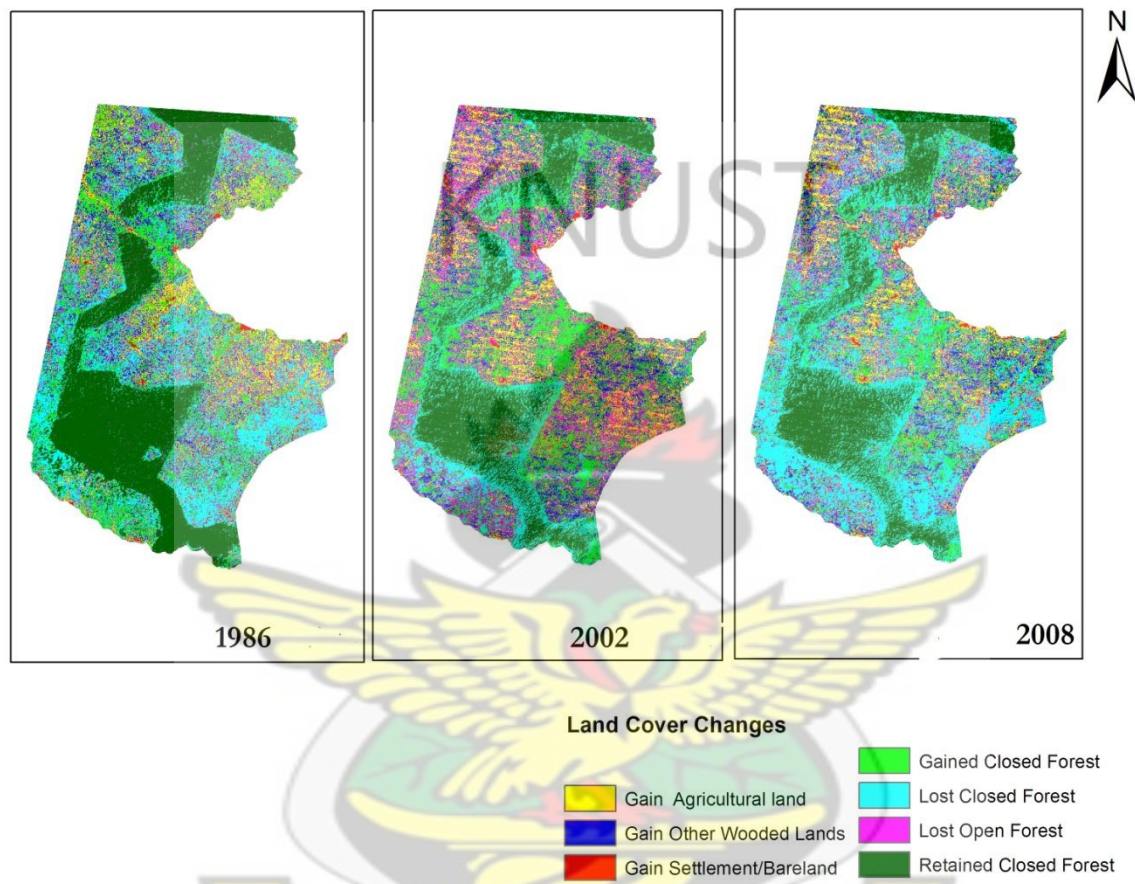 N
KNUST
1986
2002
2008
Land Cover Changes
Gain Agricultural land
Gain Other Wooded Lands
Gain Settlement/Bareland
Gained Closed Forest
Lost Closed Forest
Lost Open Forest
Retained Closed Forest